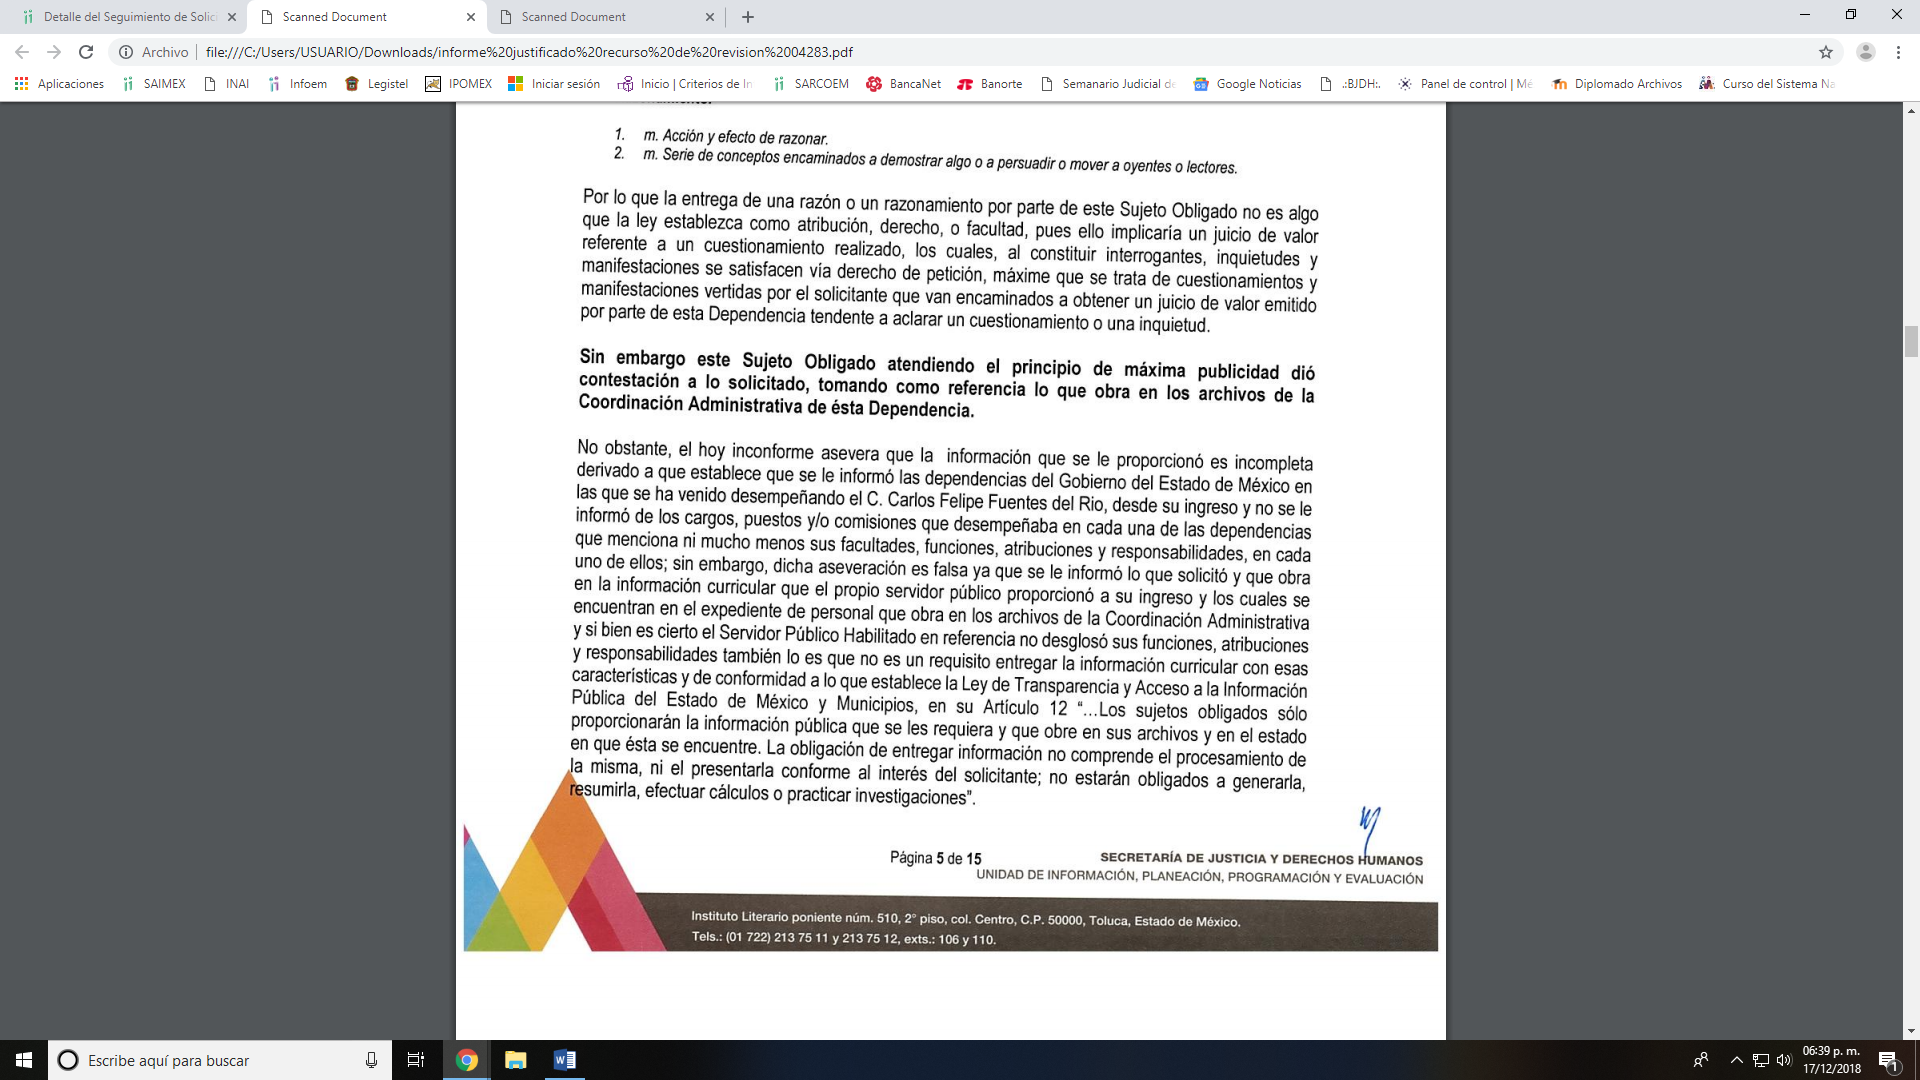 Detalle del Seguimiento de Solici
Scanned Document
Scanned Document
Archivo
file:///C:/Users/USUARIO/Downloads/informe%20justificado%20recurso%20de%20revision%2004283.pdf
Aplicaciones
SAIMEX
INAI
Infoem
Legistel
IPOMEX
Iniciar sesión
Inicio | Criterios de In
SARCOEM
BancaNet
Banorte
Semanario Judicial de
Google Noticias
.:BJDH:.
Panel de control | Mé
Diplomado Archivos
Curso del Sistema Na
1. m. Acción y efecto de razonar.
2. m. Serie de conceptos encaminados a demostrar algo o a persuadir o mover a oyentes o lectores.
Por lo que la entrega de una razón o un razonamiento por parte de este Sujeto Obligado no es algo
que la ley establezca como atribución, derecho, o facultad, pues ello implicaría un juicio de valor
referente a un cuestionamiento realizado, los cuales, al constituir interrogantes, inquietudes y
manifestaciones se satisfacen vía derecho de petición, máxime que se trata de cuestionamientos y
manifestaciones vertidas por el solicitante que van encaminados a obtener un juicio de valor emitido
por parte de esta Dependencia tendente a aclarar un cuestionamiento o una inquietud.
Sin embargo este Sujeto Obligado atendiendo el principio de máxima publicidad dió
contestación a lo solicitado, tomando como referencia lo que obra en los archivos de la
Coordinación Administrativa de ésta Dependencia.
No obstante, el hoy inconforme asevera que la información que se le proporcionó es incompleta
derivado a que establece que se le informó las dependencias del Gobierno del Estado de México en
las que se ha venido desempeñando el C. Carlos Felipe Fuentes del Rio, desde su ingreso y no se le
informó de los cargos, puestos y/o comisiones que desempeñaba en cada una de las dependencias
que menciona ni mucho menos sus facultades, funciones, atribuciones y responsabilidades, en cada
uno de ellos; sin embargo, dicha aseveración es falsa ya que se le informó lo que solicitó y que obra
en la información curricular que el propio servidor público proporcionó a su ingreso y los cuales se
encuentran en el expediente de personal que obra en los archivos de la Coordinación Administrativa
y si bien es cierto el Servidor Público Habilitado en referencia no desglosó sus funciones, atribuciones
y responsabilidades también lo es que no es un requisito entregar la información curricular con esas
características y de conformidad a lo que establece la Ley de Transparencia y Acceso a la Información
Pública del Estado de México y Municipios, en su Artículo 12 “...Los sujetos obligados sólo
proporcionarán la información pública que se les requiera y que obre en sus archivos y en el estado
en que ésta se encuentre. La obligación de entregar información no comprende el procesamiento de
la misma, ni el presentarla conforme al interés del solicitante; no estarán obligados a generarla,
resumirla, efectuar cálculos o practicar investigaciones”.
Página 5 de 15
SECRETARÍA DE JUSTICIA Y DERECHOS HUMANOS
UNIDAD DE INFORMACIÓN, PLANEACIÓN, PROGRAMACIÓN Y EVALUACIÓN
Instituto Literario poniente núm. 510, 2° piso, col. Centro, C.P. 50000, Toluca, Estado de México.
Tels.: (01 722) 213 75 11 y 213 75 12, exts.: 106 y 110.
Escribe aquí para buscar
06:39 p. m.
17/12/2018
1